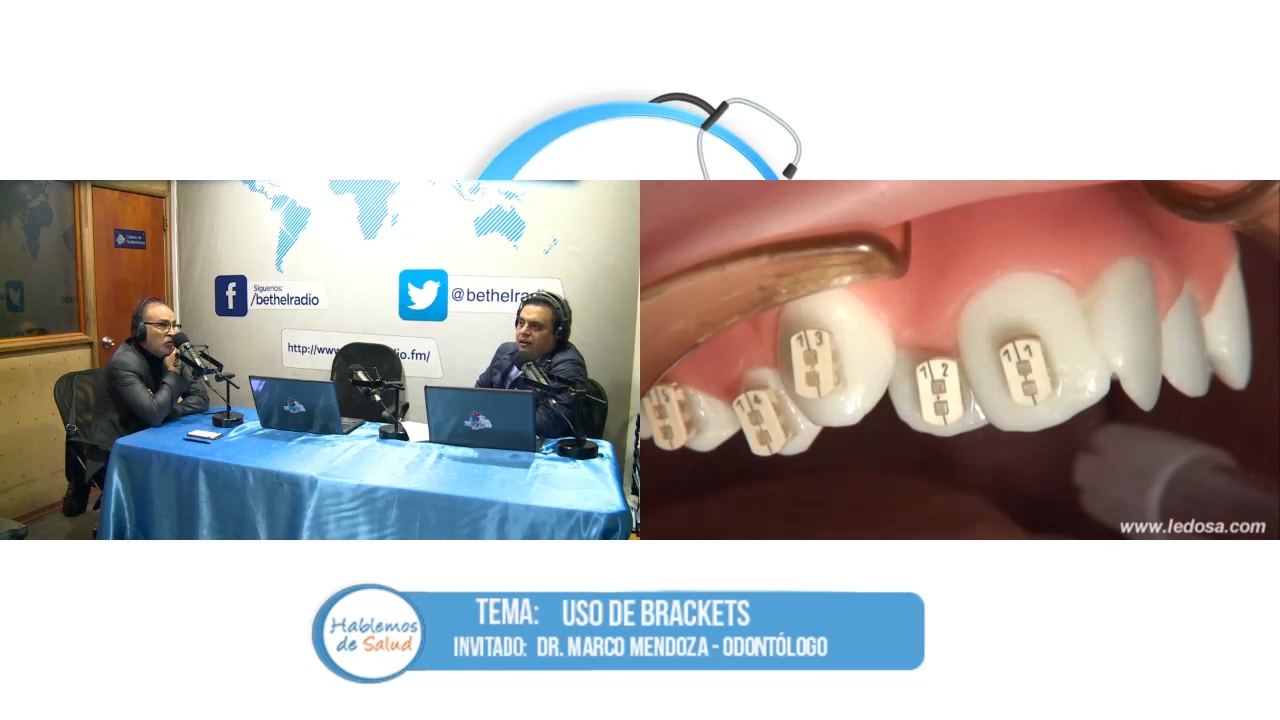 Síguenos:
/bethelradio
@bethelradio
http://www.
io.fm/
1 3
1 2
1 1
1 4
15
www.ledosa.com
Hablemos
de Salud
TEMA: USO DE BRACKETS
INVITADO: DR. MARCO MENDOZA - ODONTÓLOGO